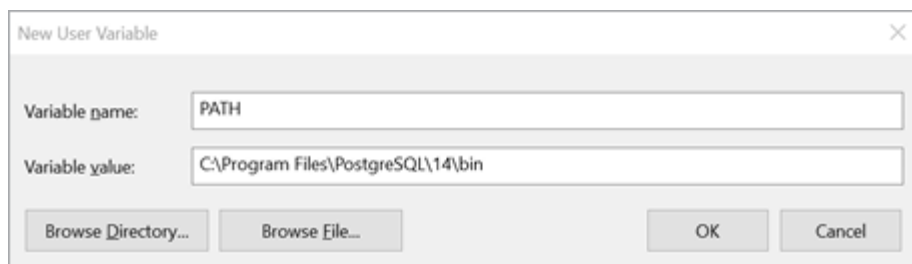 New User Variable
Variable name: PATH
Variable value: C:\Program Files\PostgreSQL\14\bin
Browse Directory... Browse File... OK Cancel